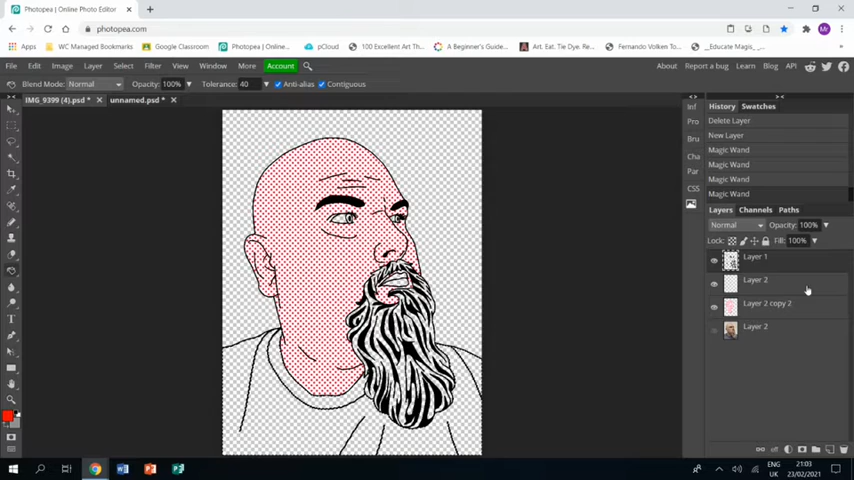 Photopea | Online Photo Editor
photopea.com
Apps WC Managed Bookmarks Google Classroom Photopea | Onlin... pCloud 100 Excellent Art Th... A Beginner's Guide... Art. Eat. Tie Dye. Re... Fernando Volken To... __Educate Magis,_...
File Edit Image Layer Select Filter View Window More Account About Report a bug Learn Blog API
Blend Mode: Normal Opacity: 100% Tolerance: 40 Anti-alias Contiguous
IMG_9399 (4).psd * unnamed.psd *
History Swatches
Inf
Pro
Bru
Cha
Par
CSS
Delete Layer
New Layer
Magic Wand
Magic Wand
Magic Wand
Magic Wand
Layers Channels Paths
Normal Opacity: 100%
Lock: Fill: 100%
Layer 1
Layer 2
Layer 2 copy 2
Layer 2
ENG
UK
21:03
23/02/2021